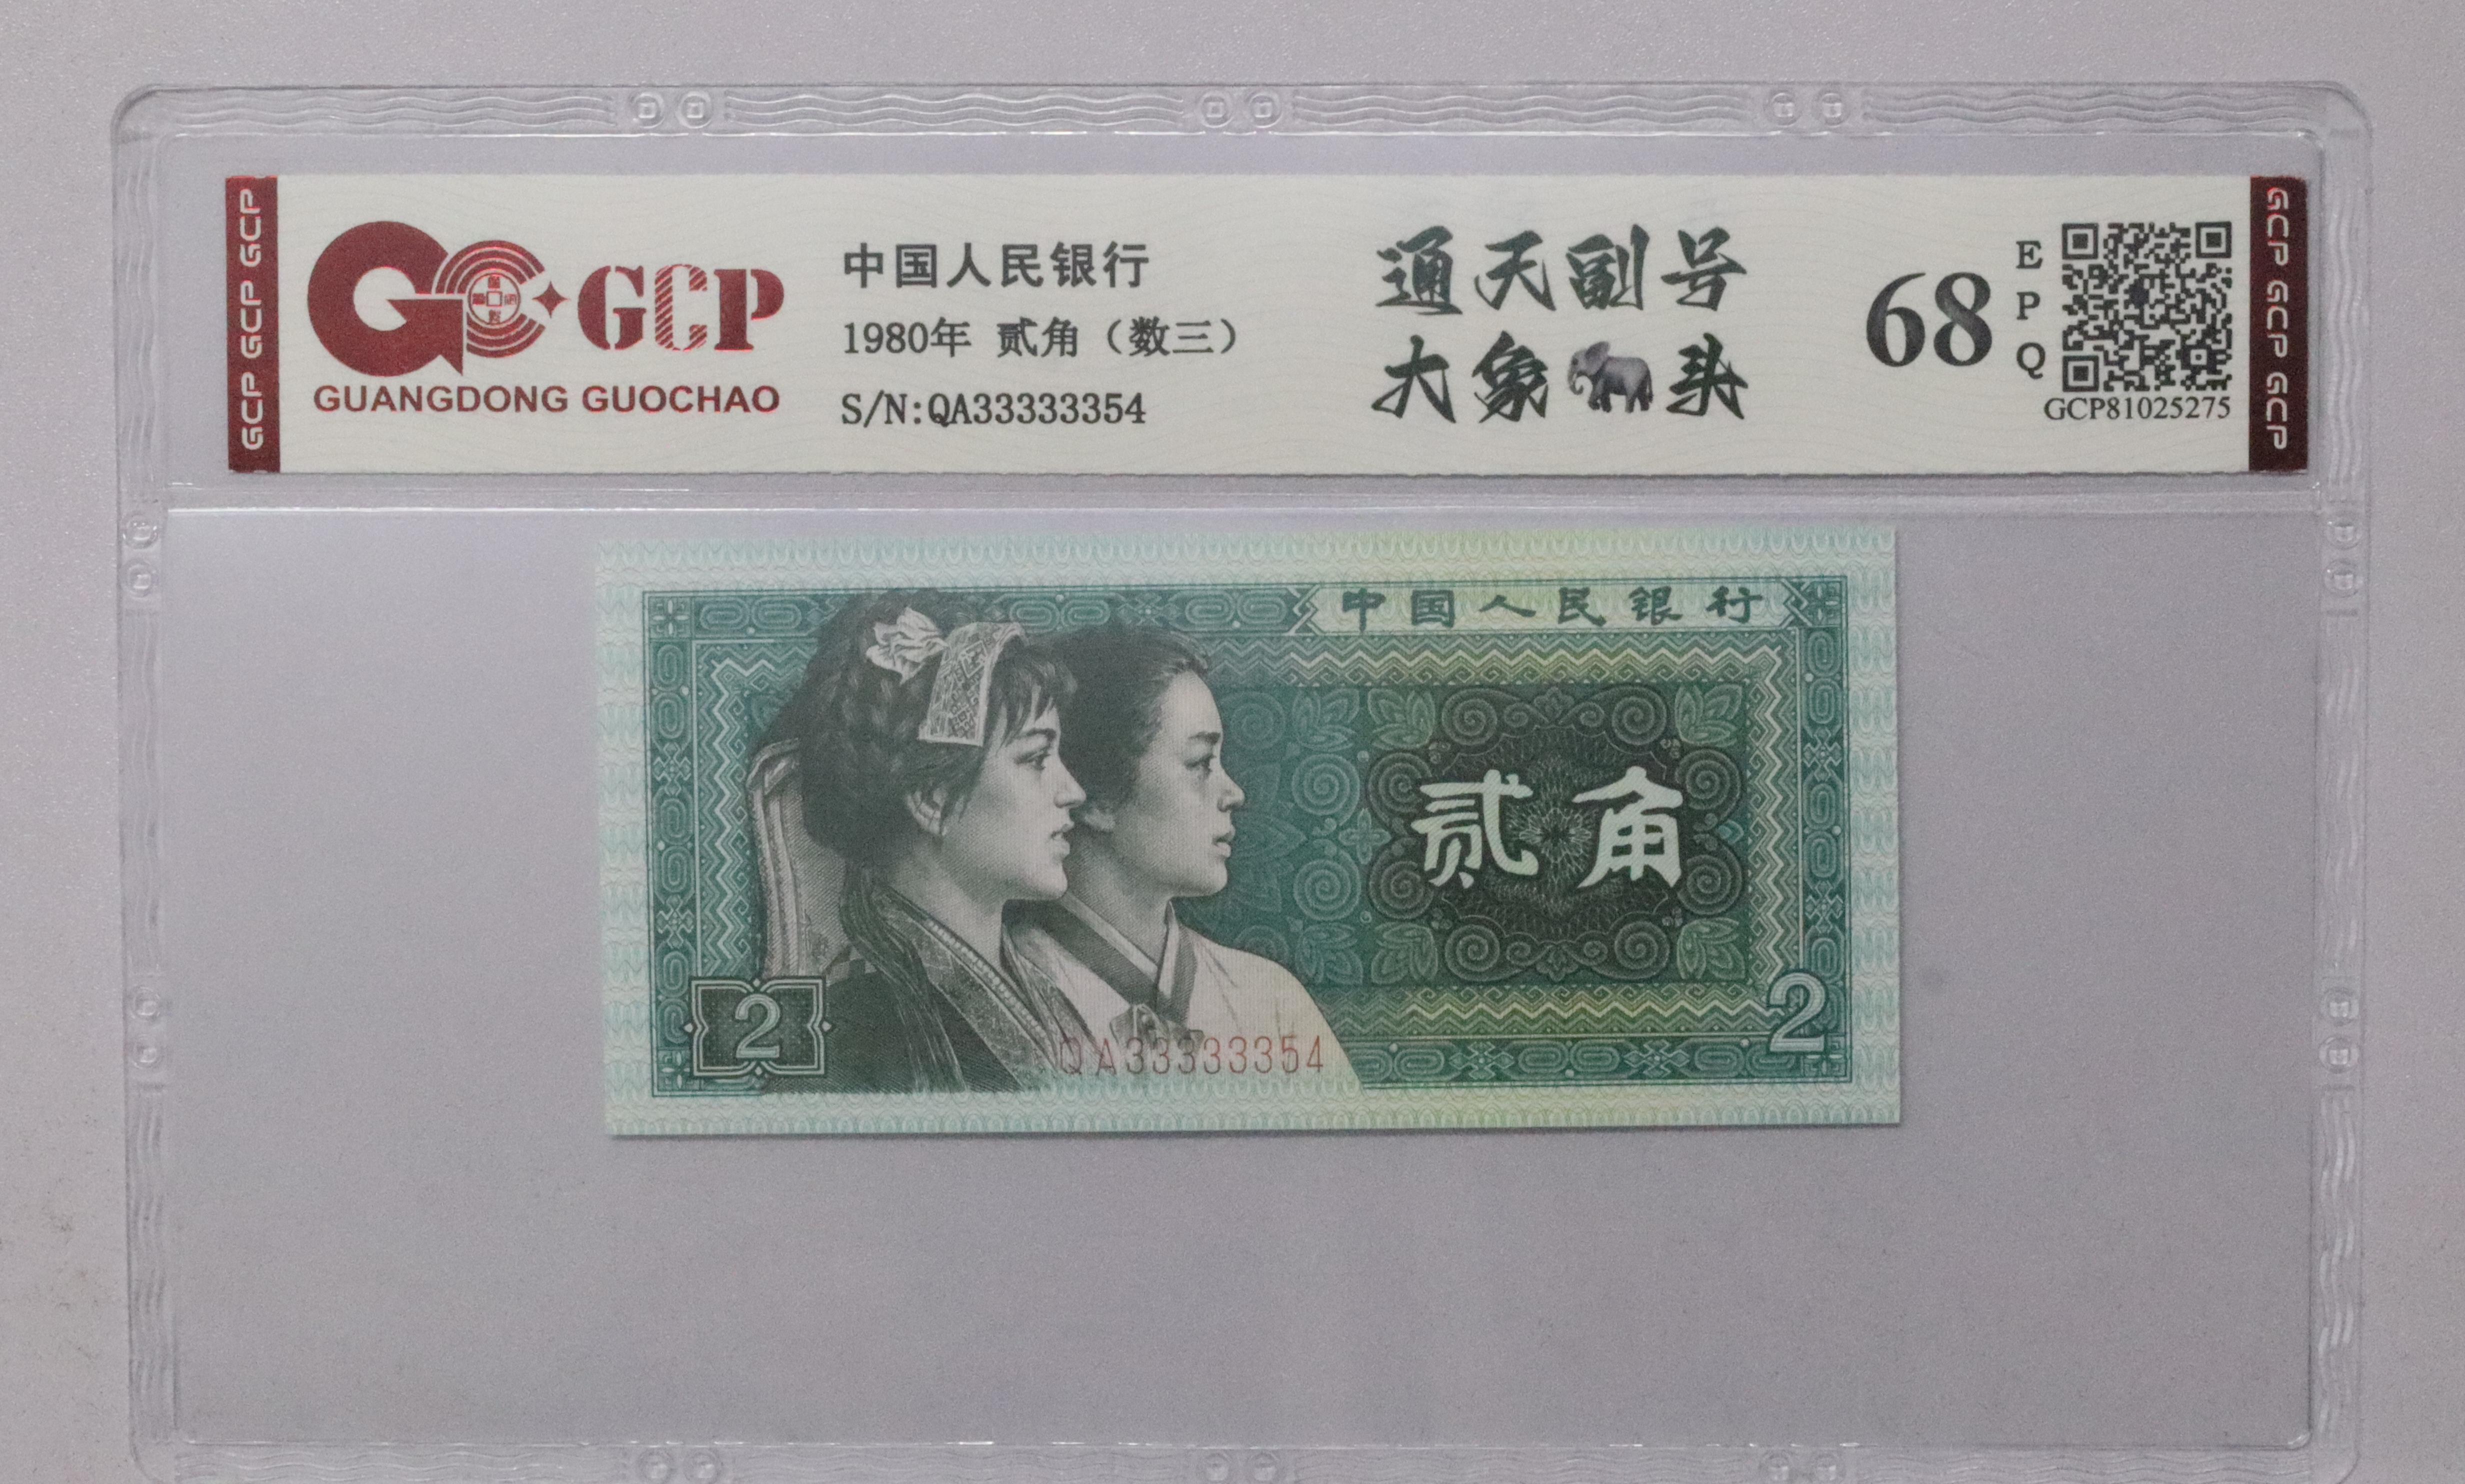 GCP GCP GCP
GCP
GUANGDONG GUOCHAO
中国人民银行
1980年 贰角（数三）
S/N:QA33333354
通天副号
大象🐘头
68
EPQ
GCP81025275
GCP GCP GCP
中国人民银行
贰角
2
QA33333354
2